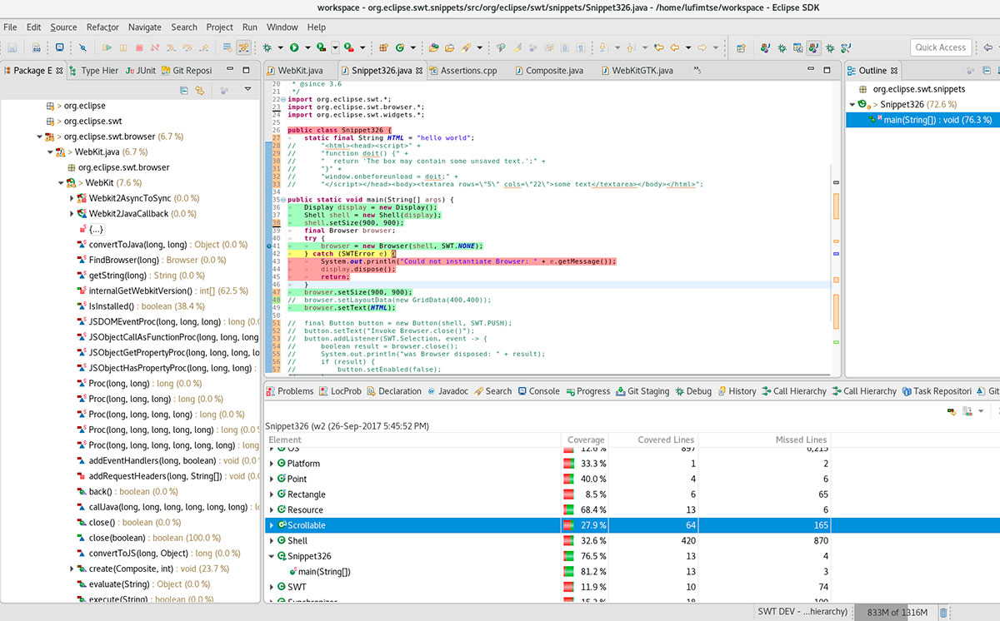 workspace - org.eclipse.swt.snippets/src/org/eclipse/swt/snippets/Snippet326.java - /home/lufimtse/workspace - Eclipse SDK
File Edit Source Refactor Navigate Search Project Run Window Help
Quick Access
Package E Type Hier JUnit Git Reposi
org.eclipse
org.eclipse.swt
org.eclipse.swt.browser (6.7 %)
WebKit.java (6.7 %)
org.eclipse.swt.browser
WebKit (7.6 %)
Webkit2AsyncToSync (0.0 %)
Webkit2JavaCallback (0.0 %)
{...}
convertToJava(long, long) : Object (0.0 %)
FindBrowser(long) : Browser (0.0 %)
getString(long) : String (0.0 %)
internalGetWebkitVersion() : int[] (62.5 %)
IsInstalled() : boolean (38.4 %)
JSDOMEventProc(long, long, long) : long (0.0
JSObjectCallAsFunctionProc(long, long, long
JSObjectGetPropertyProc(long, long, long)
JSObjectHasPropertyProc(long, long, long) :
Proc(long, long) : long (0.0 %)
Proc(long, long, long) : long (0.0 %)
Proc(long, long, long, long) : long (0.0 %)
Proc(long, long, long, long, long) : long (0.0 %
Proc(long, long, long, long, long, long) : long
addEventHandlers(long, boolean) : void (0.0
addRequestHeaders(long, String[]) : void (0.0
back() : boolean (0.0 %)
callJava(long, long, long, long, long, long) : l
close() : boolean (0.0 %)
close(boolean) : boolean (100.0 %)
convertToJS(long, Object) : long (0.0 %)
create(Composite, int) : void (23.7 %)
evaluate(String) : Object (0.0 %)
execute(String) : boolean (0.0 %)
WebKit.java Snippet326.java Assertions.cpp Composite.java WebKitGTK.java »5
20 * @since 3.6
21 */
22 import org.eclipse.swt.*;
23 import org.eclipse.swt.browser.*;
24 import org.eclipse.swt.widgets.*;
25
26 public class Snippet326 {
27 static final String HTML = "hello world";
28 // "<html><head><script>" +
29 // "function doit() {" +
30 // " return 'The box may contain some unsaved text.';" +
31 // "}" +
32 // "window.onbeforeunload = doit;" +
33 // "</script></head><body><textarea rows=\"5\" cols=\"22\">some text</textarea></body></html>";
34
35 public static void main(String[] args) {
36 Display display = new Display();
37 Shell shell = new Shell(display);
38 shell.setSize(900, 900);
39 final Browser browser;
40 try {
41 browser = new Browser(shell, SWT.NONE);
42 } catch (SWTError e) {
43 System.out.println("Could not instantiate Browser: " + e.getMessage());
44 display.dispose();
45 return;
46 }
47 browser.setSize(900, 900);
48 // browser.setLayoutData(new GridData(400,400));
49 browser.setText(HTML);
50
51 // final Button button = new Button(shell, SWT.PUSH);
52 // button.setText("Invoke Browser.close()");
53 // button.addListener(SWT.Selection, event -> {
54 // boolean result = browser.close();
55 // System.out.println("was Browser disposed: " + result);
56 // if (result) {
57 // button.setEnabled(false);
Outline
org.eclipse.swt.snippets
Snippet326 (72.6 %)
main(String[]) : void (76.3 %)
Problems LocProb Declaration Javadoc Search Console Progress Git Staging Debug History Call Hierarchy Call Hierarchy Task Repositori Git
Snippet326 (w2 (26-Sep-2017 5:45:52 PM)
Element Coverage Covered Lines Missed Lines
OS 12.6 % 897 6,215
Platform 33.3 % 1 2
Point 40.0 % 4 6
Rectangle 8.5 % 6 65
Resource 68.4 % 13 6
Scrollable 27.9 % 64 165
Shell 32.6 % 420 870
Snippet326 76.5 % 13 4
main(String[]) 81.2 % 13 3
SWT 11.9 % 10 74
Synchronizer 15.3 % 18 100
SWT DEV - ...hierarchy) 833M of 1316M